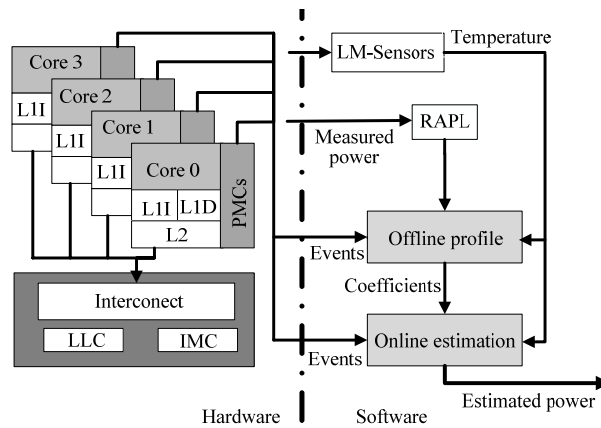 Core 3
L1I
Core 2
L1I
Core 1
L1I
Core 0
L1I
L1D
L2
PMCs
Interconect
LLC
IMC
LM-Sensors
Temperature
Measured
power
RAPL
Events
Offline profile
Coefficients
Events
Online estimation
Estimated power
Hardware
Software